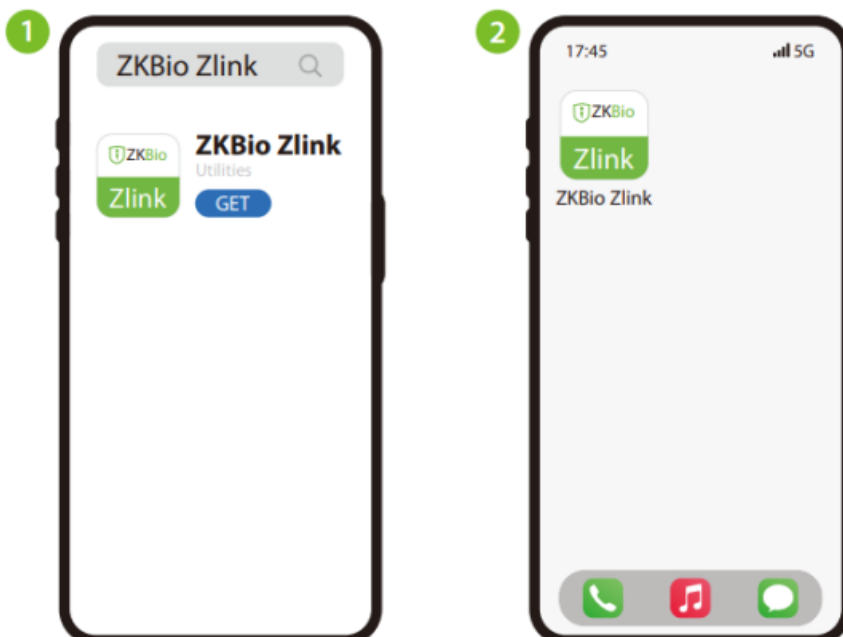 1
ZKBio Zlink
ZKBio
Zlink
ZKBio Zlink
Utilities
GET
2
17:45
5G
ZKBio
Zlink
ZKBio Zlink